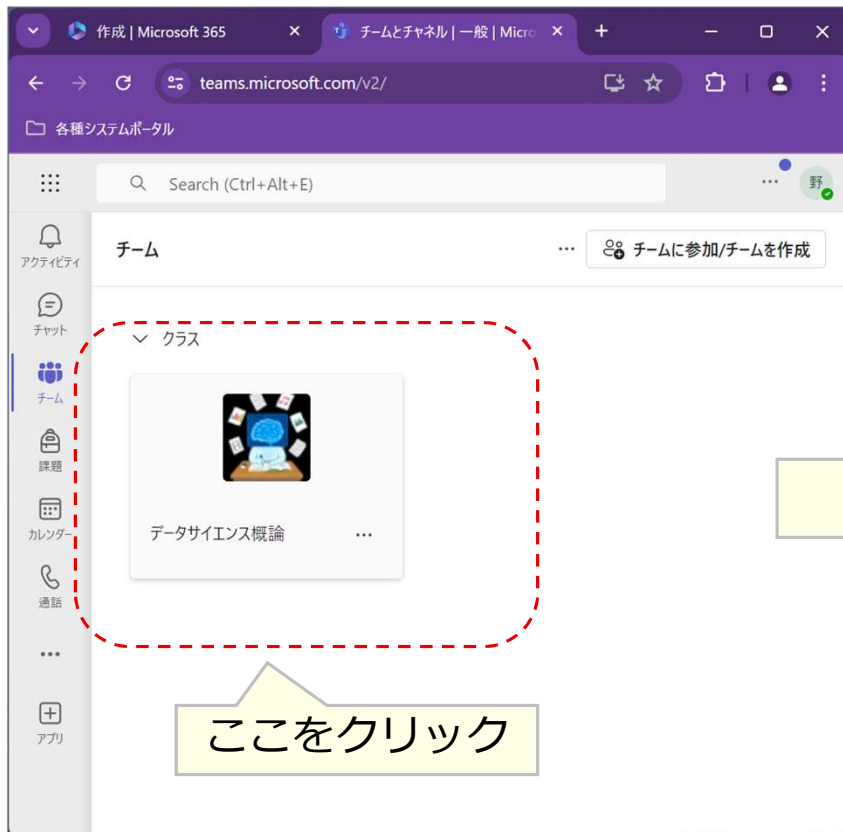 作成 | Microsoft 365
チームとチャネル | 一般 | Micro
teams.microsoft.com/v2/
各種システムポータル
Search (Ctrl+Alt+E)
野
アクティビティ
チーム
チームに参加/チームを作成
チャット
クラス
チーム
課題
カレンダー
データサイエンス概論
通話
アプリ
ここをクリック